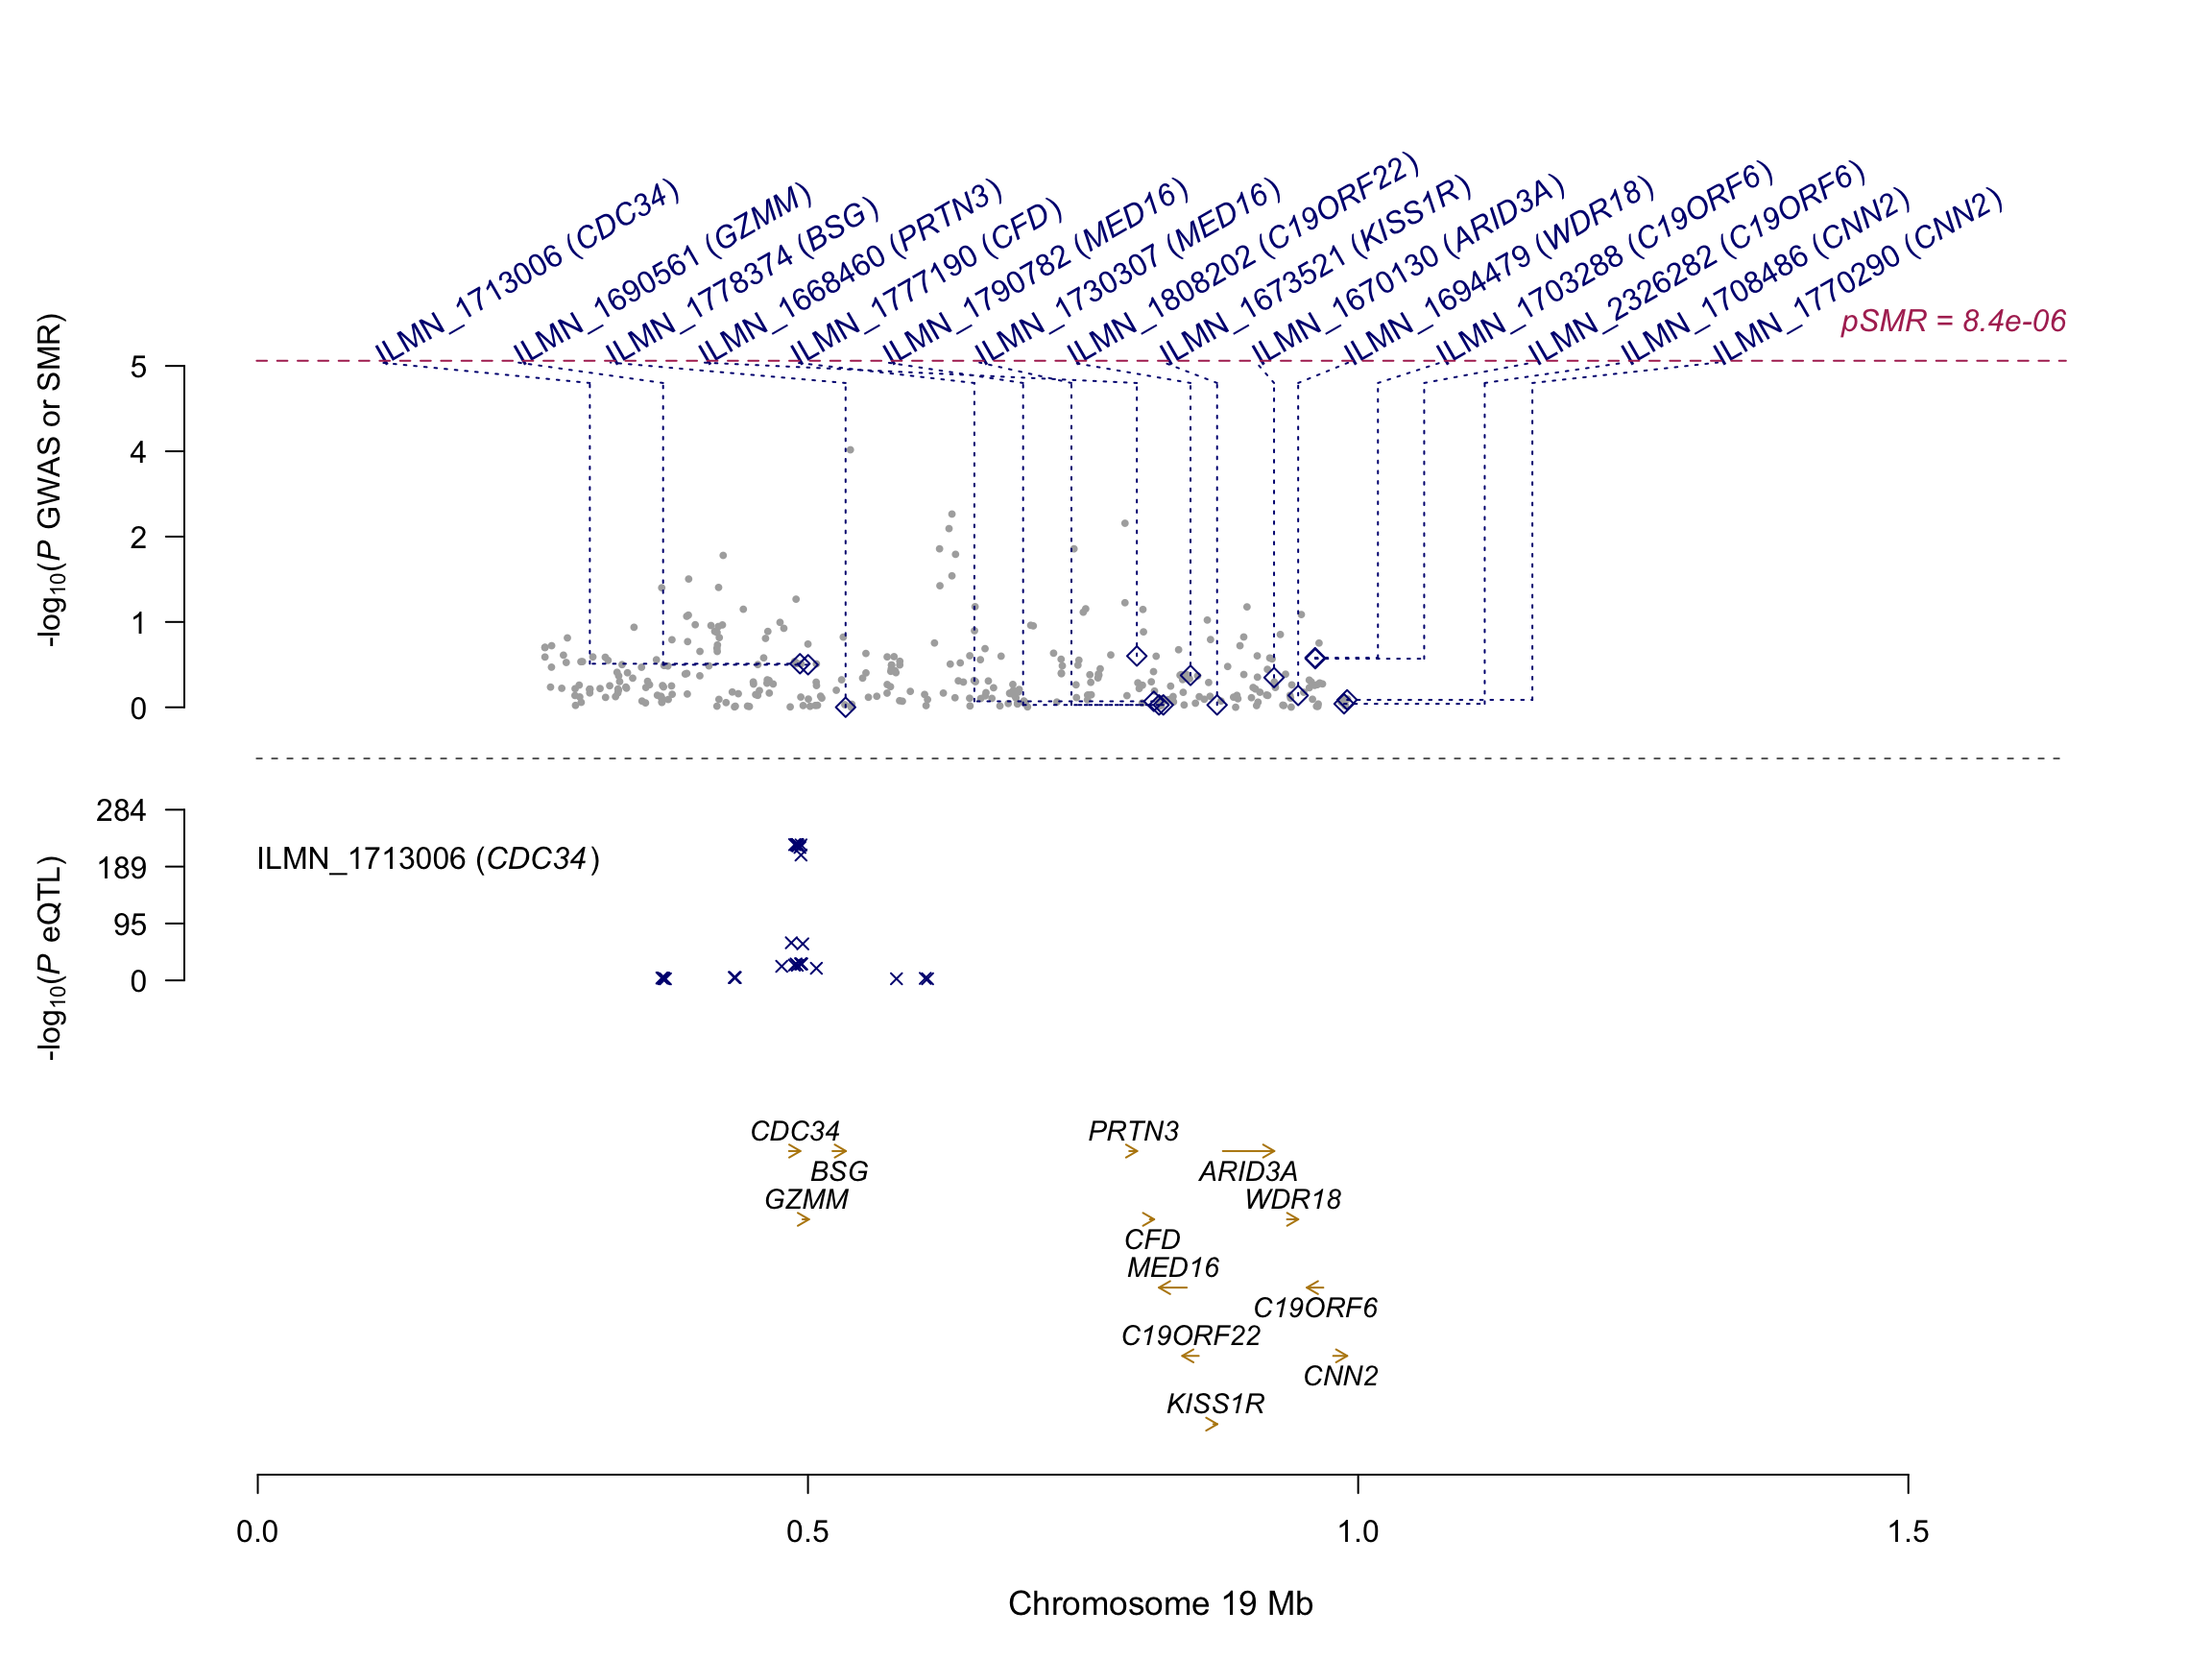 ILMN_1713006 (CDC34)
ILMN_1690561 (GZMM)
ILMN_1778374 (BSG)
ILMN_1668460 (PRTN3)
ILMN_1777190 (CFD)
ILMN_1790782 (MED16)
ILMN_1730307 (MED16)
ILMN_1808202 (C19ORF22)
ILMN_1673521 (KISS1R)
ILMN_1670130 (ARID3A)
ILMN_1694479 (WDR18)
ILMN_1703288 (C19ORF6)
ILMN_2326282 (C19ORF6)
ILMN_1708486 (CNN2)
ILMN_1770290 (CNN2)
pSMR = 8.4e-06
-log10(P GWAS or SMR)
5
4
2
1
0
-log10(P eQTL)
284
189
95
0
ILMN_1713006 (CDC34)
CDC34
PRTN3
BSG
ARID3A
GZMM
WDR18
CFD
MED16
C19ORF6
C19ORF22
CNN2
KISS1R
0.0 0.5 1.0 1.5
Chromosome 19 Mb